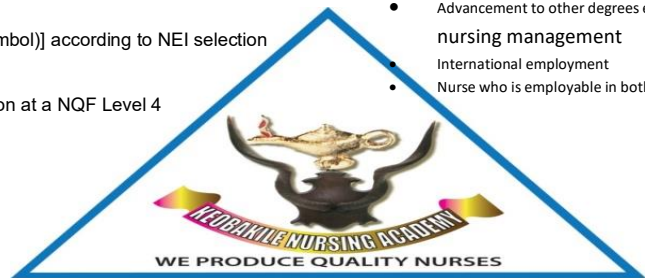 mbol)] according to NEI selection
on at a NQF Level 4
Advancement to other degrees e
nursing management
International employment
Nurse who is employable in both
KEOBAKILE NURSING ACADEMY
WE PRODUCE QUALITY NURSES